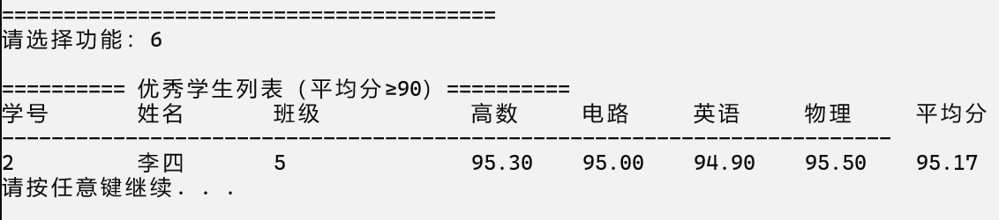 ========================================
请选择功能: 6
========== 优秀学生列表 (平均分≥90) ==========
学号 姓名 班级 高数 电路 英语 物理 平均分
------------------------------------------------------------------------
2 李四 5 95.30 95.00 94.90 95.50 95.17
请按任意键继续. . .